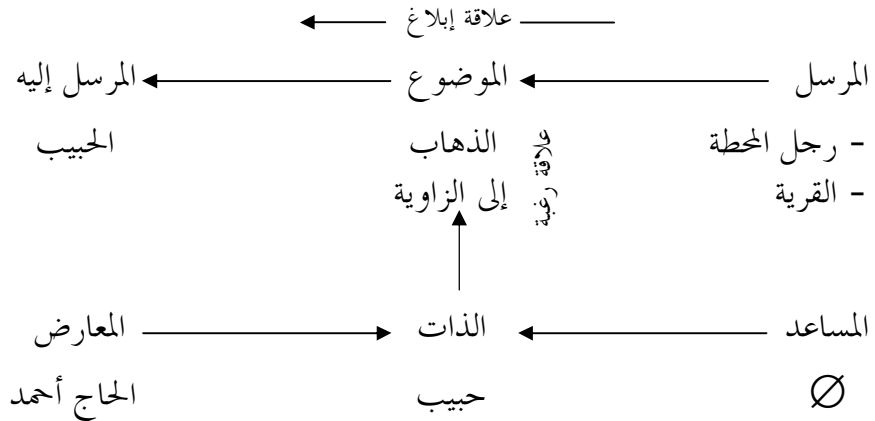 علاقة إبلاغ
المرسل الموضوع المرسل إليه
- رجل المحطة الذهاب الحبيب
- القرية إلى الزاوية
علاقة رغبة
المساعد الذات المعارض
∅ حبيب الحاج أحمد